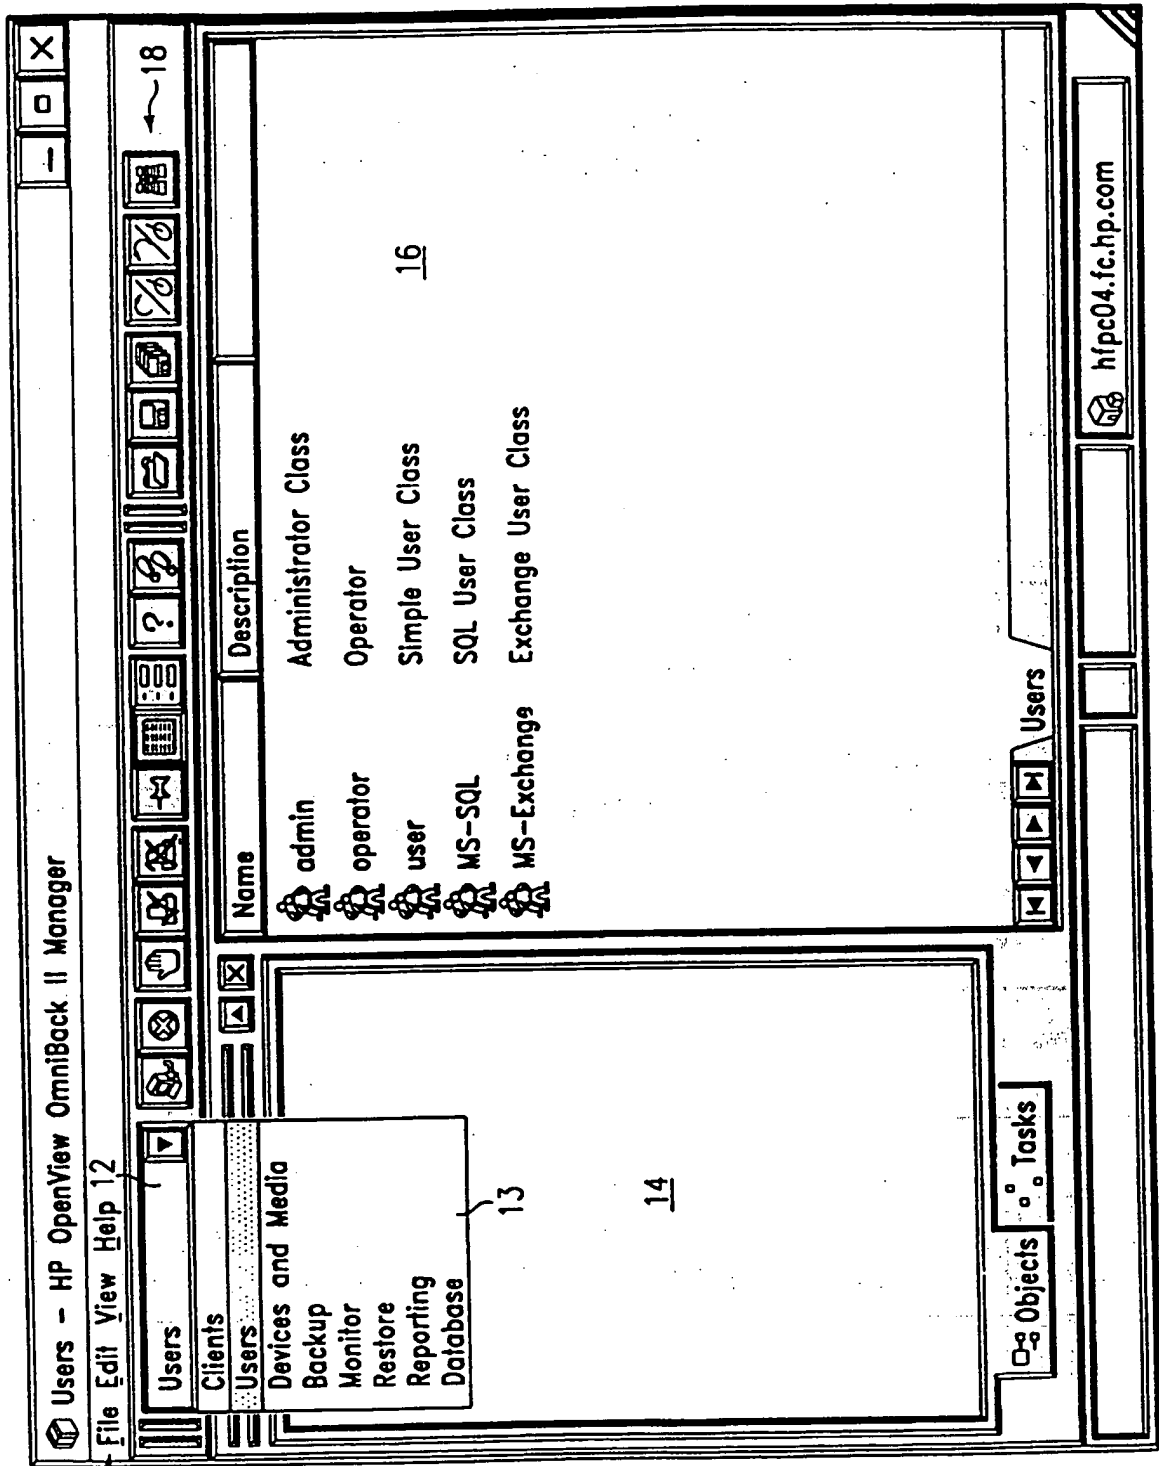 Users - HP OpenView OmniBack II Manager
File Edit View Help 12
Users
18
Clients
Users
Devices and Media
Backup
Monitor
Restore
Reporting
Database
13
14
Objects
Tasks
Name Description
admin Administrator Class
operator Operator
user Simple User Class
MS-SQL SQL User Class
MS-Exchange Exchange User Class
16
Users
hfpc04.fc.hp.com